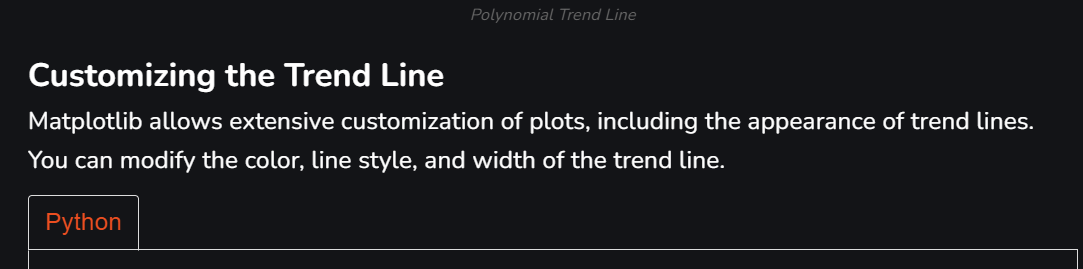 Polynomial Trend Line
Customizing the Trend Line
Matplotlib allows extensive customization of plots, including the appearance of trend lines.
You can modify the color, line style, and width of the trend line.
Python